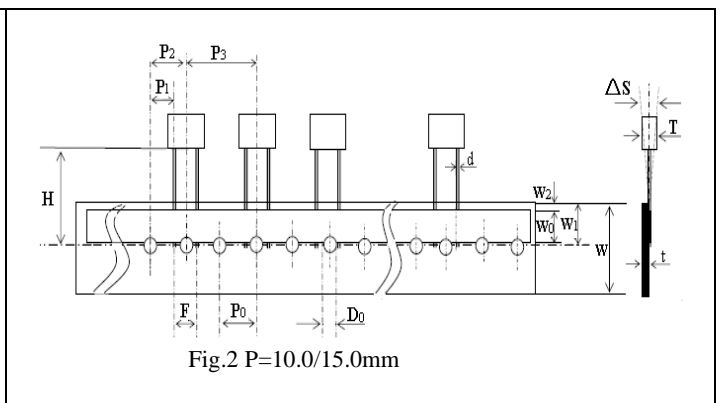 P2 P3
ΔS
P1
T
d
H
W2
W0 W1
W
t
F P0 D0
Fig.2 P=10.0/15.0mm